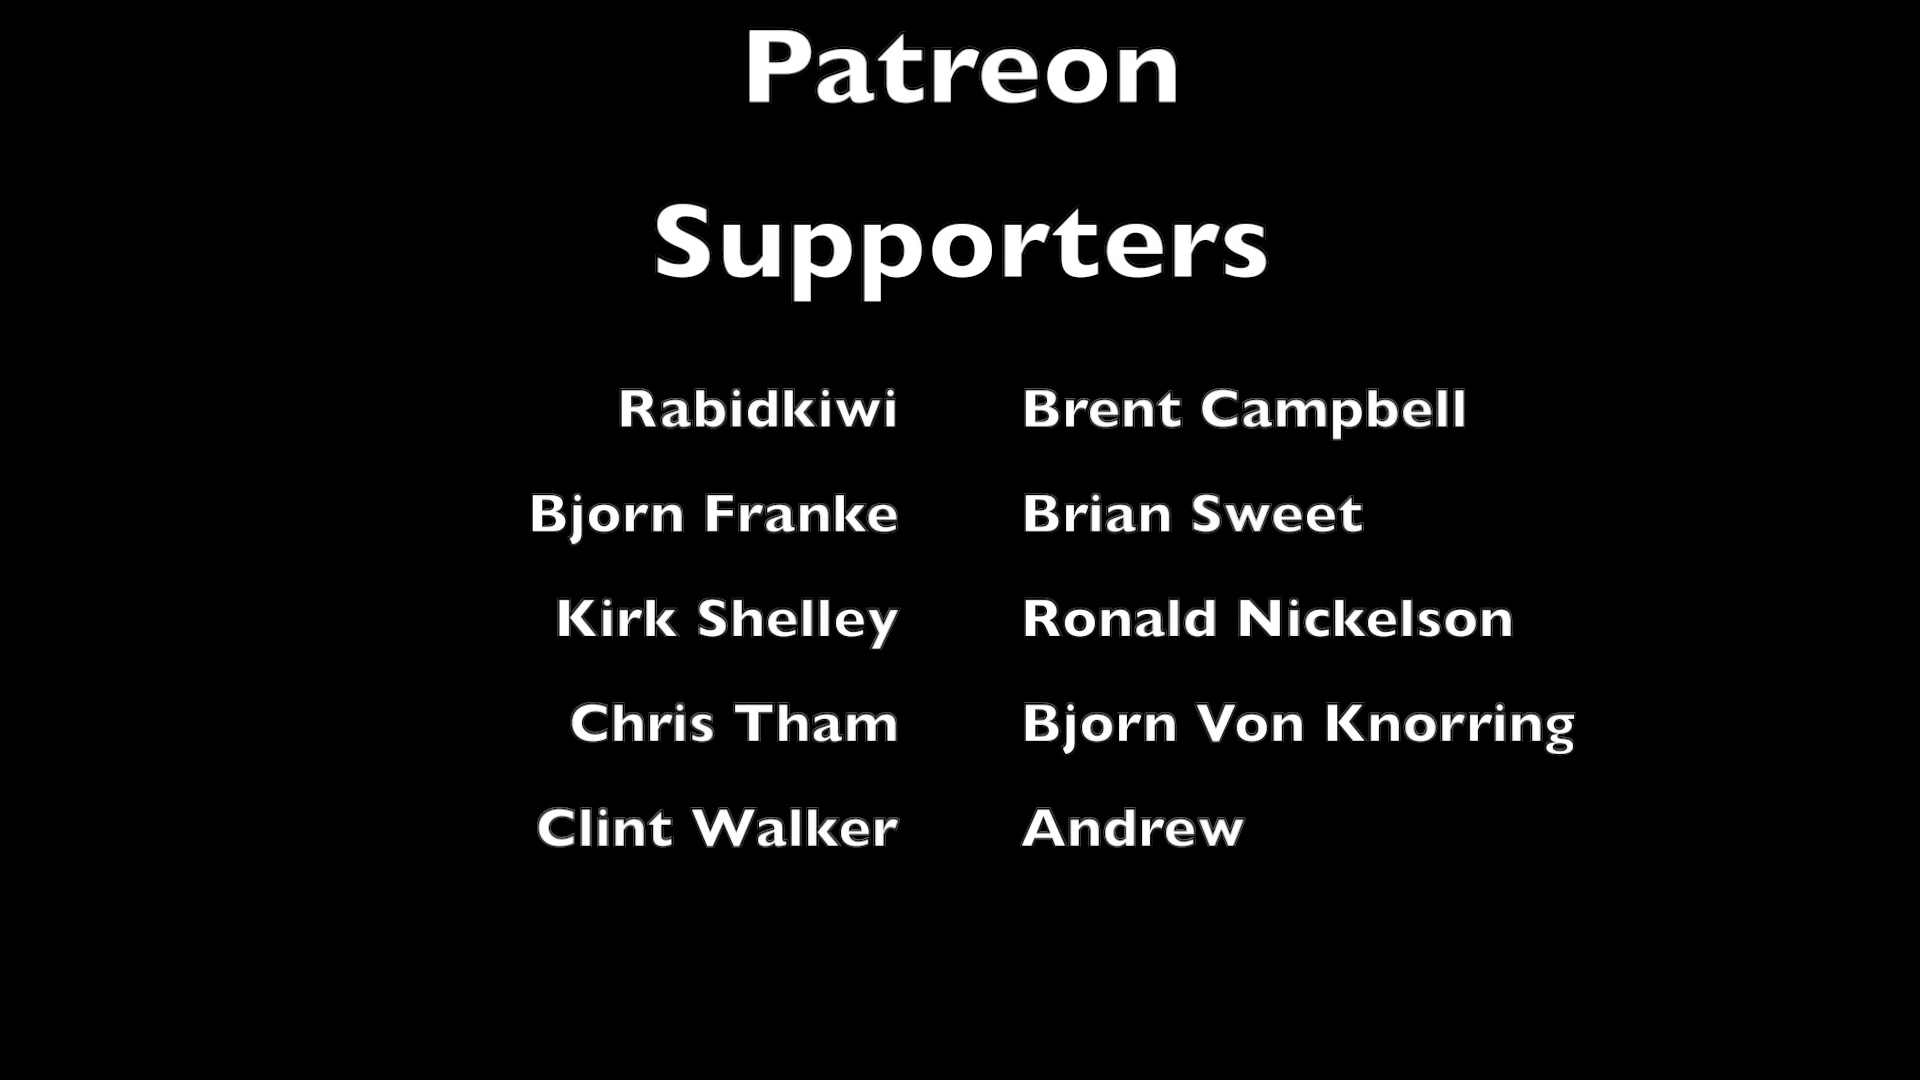 Patreon
Supporters
Rabidkiwi Brent Campbell
Bjorn Franke Brian Sweet
Kirk Shelley Ronald Nickelson
Chris Tham Bjorn Von Knorring
Clint Walker Andrew